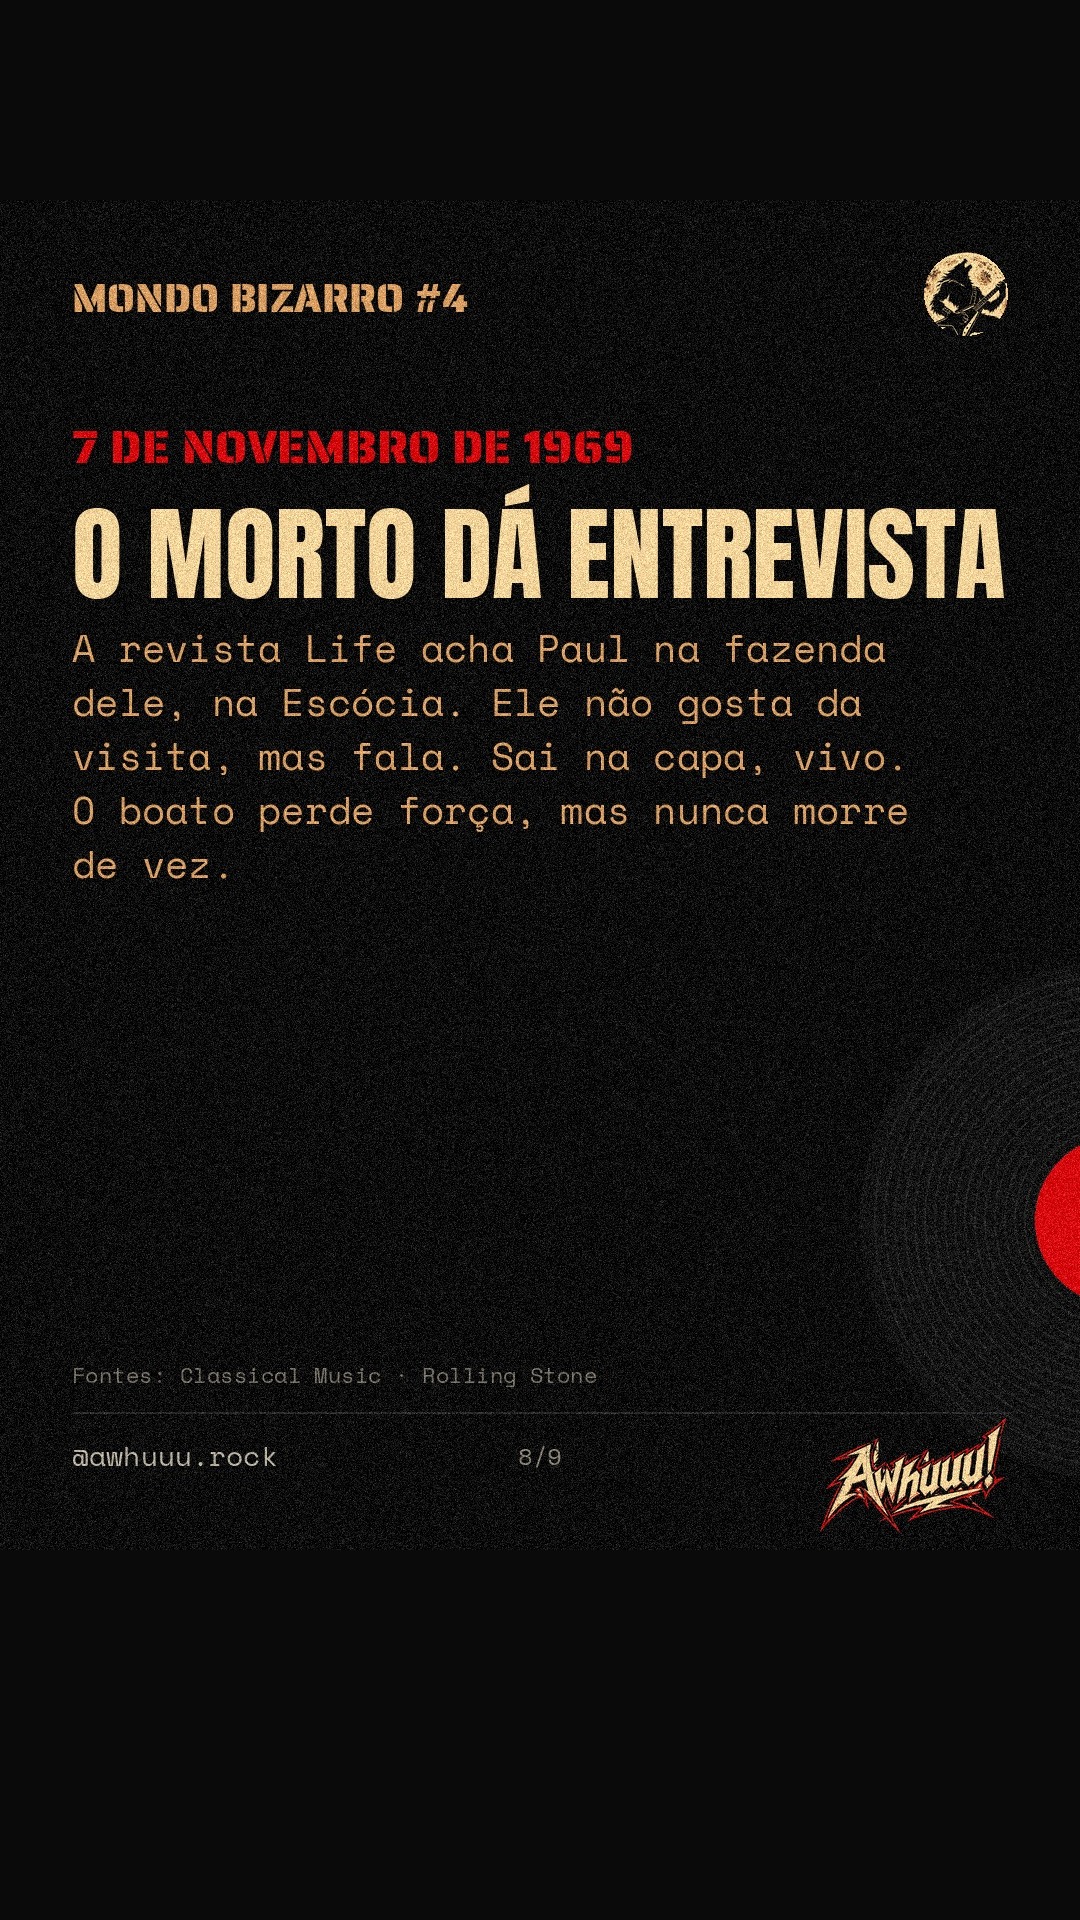 MONDO BIZARRO #4
7 DE NOVEMBRO DE 1969
O MORTO DÁ ENTREVISTA
A revista Life acha Paul na fazenda
dele, na Escócia. Ele não gosta da
visita, mas fala. Sai na capa, vivo.
O boato perde força, mas nunca morre
de vez.
Fontes: Classical Music · Rolling Stone
@awhuuu.rock
8/9
Awhuuu!